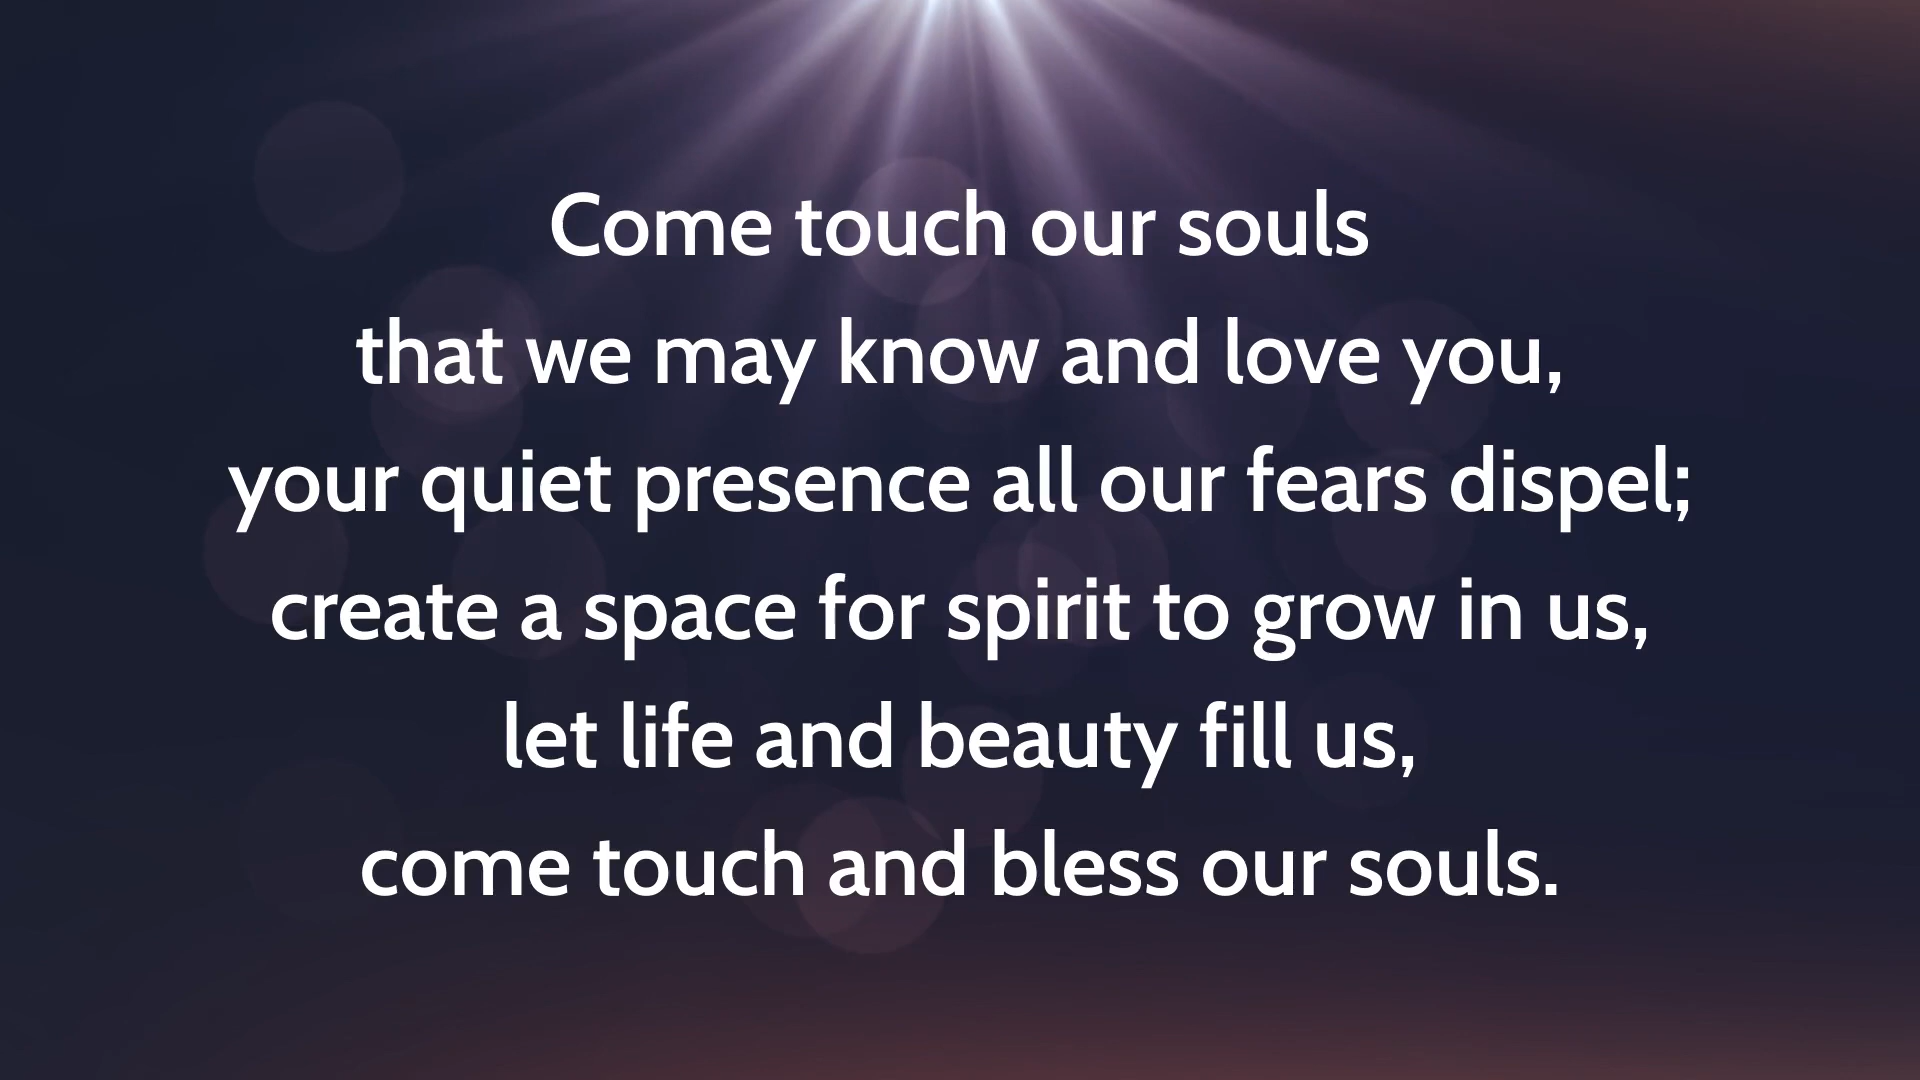 Come touch our souls
that we may know and love you,
your quiet presence all our fears dispel;
create a space for spirit to grow in us,
let life and beauty fill us,
come touch and bless our souls.